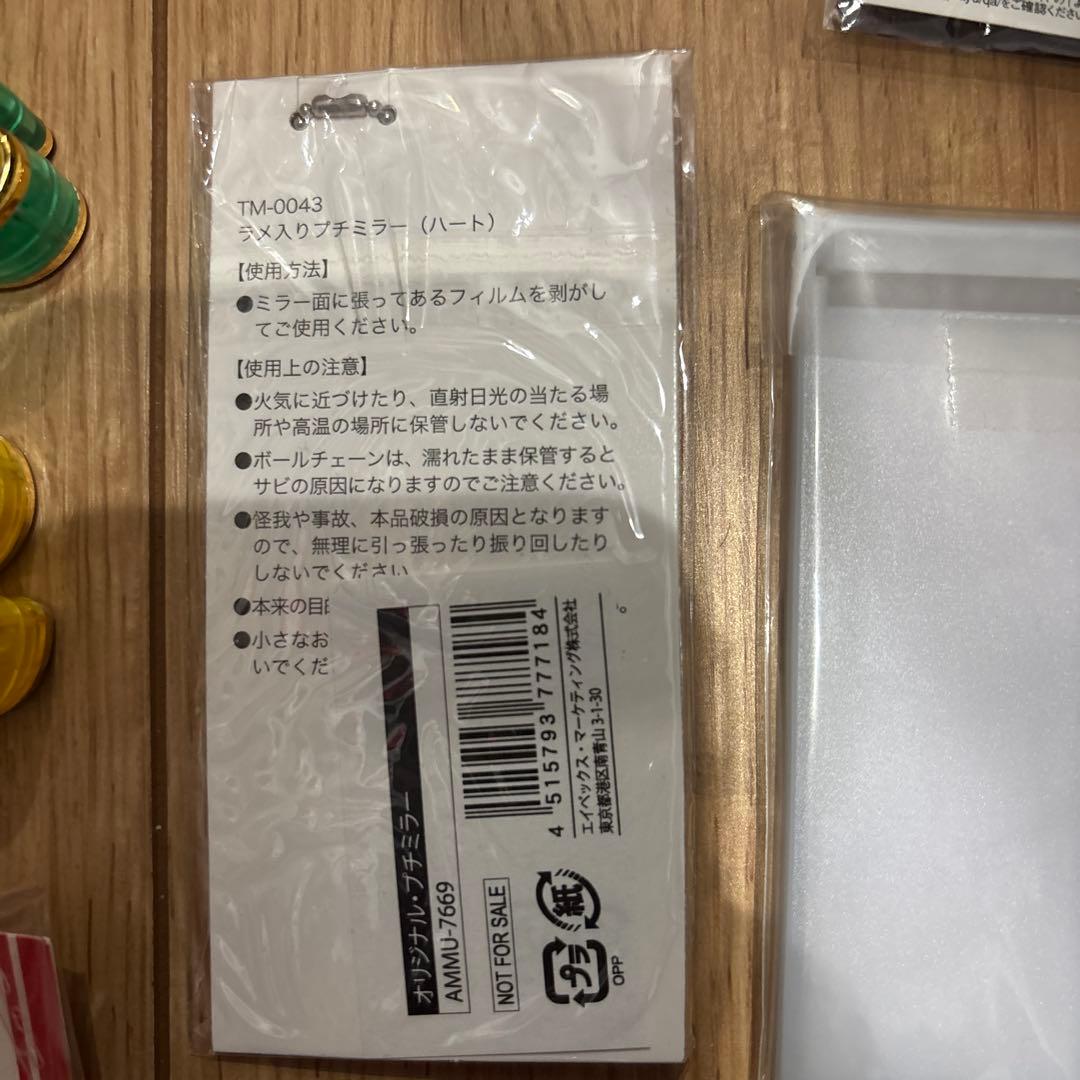 TM-0043
ラメ入りプチミラー（ハート）
【使用方法】
●ミラー面に張ってあるフィルムを剥がし
てご使用ください。
【使用上の注意】
●火気に近づけたり、直射日光の当たる場
所や高温の場所に保管しないでください。
●ボールチェーンは、濡れたまま保管すると
サビの原因になりますのでご注意ください。
●怪我や事故、本品破損の原因となります
ので、無理に引っ張ったり振り回したり
しないでください
●本来の目
●小さなお
いでくだ
。
オリジナル・プチミラー
AMMU-7669
4 515793 777184
エイベックス・マーケティング株式会社
東京都港区南青山 3-1-30
NOT FOR SALE
プラ
紙
OPP
をご確認くださ